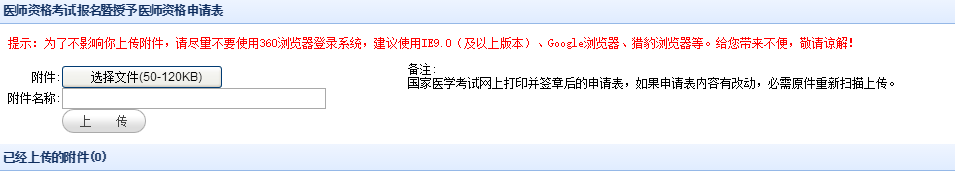 医师资格考试报名暨授予医师资格申请表
提示：为了不影响你上传附件，请尽量不要使用360浏览器登录系统，建议使用IE9.0（及以上版本）、Google浏览器、猎豹浏览器等。给您带来不便，敬请谅解！
附件: 选择文件(50-120KB)
备注:
国家医学考试网上打印并签章后的申请表，如果申请表内容有改动，必需原件重新扫描上传。
附件名称:
上 传
已经上传的附件(0)